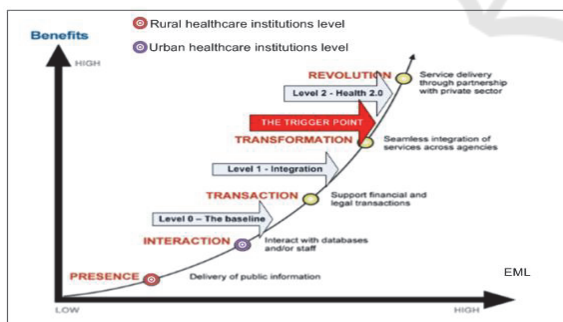 Rural healthcare institutions level
Urban healthcare institutions level
Benefits
HIGH
REVOLUTION
Service delivery
through partnership
with private sector
Level 2 - Health 2.0
THE TRIGGER POINT
TRANSFORMATION
Seamless integration of
services across agencies
Level 1 - Integration
TRANSACTION
Support financial and
legal transactions
Level 0 – The baseline
INTERACTION
Interact with databases
and/or staff
PRESENCE
Delivery of public information
EML
LOW
HIGH